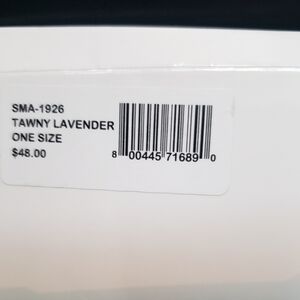 SMA-1926
TAWNY LAVENDER
ONE SIZE
$48.00
8 00445 71689 0